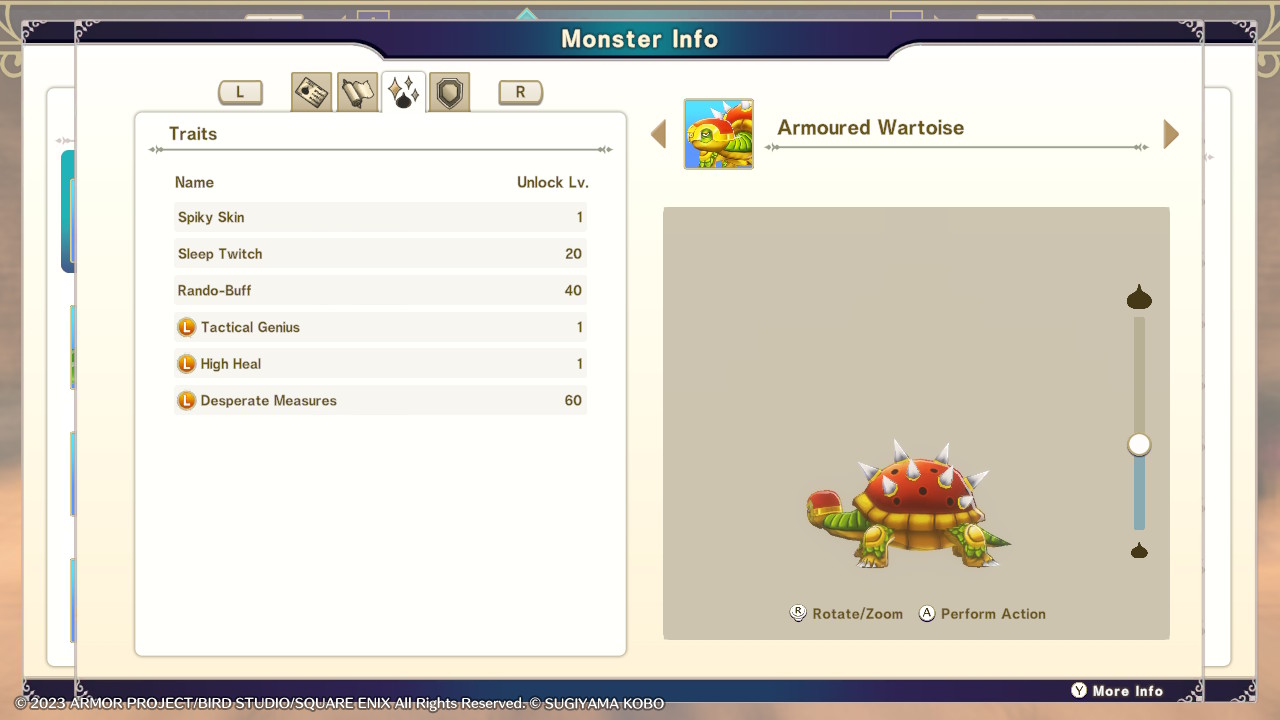 Monster Info
L
R
Traits
Name Unlock Lv.
Spiky Skin 1
Sleep Twitch 20
Rando-Buff 40
L Tactical Genius 1
L High Heal 1
L Desperate Measures 60
Armoured Wartoise
R Rotate/Zoom A Perform Action
Y More Info
© 2023 ARMOR PROJECT/BIRD STUDIO/SQUARE ENIX All Rights Reserved. © SUGIYAMA KOBO